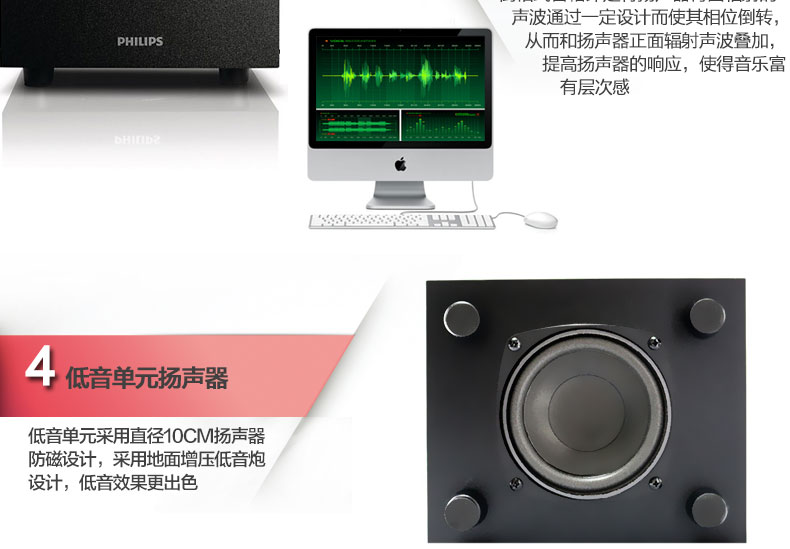 声波通过一定设计而使其相位倒转，
从而和扬声器正面辐射声波叠加，
提高扬声器的响应，使得音乐富
有层次感
PHILIPS
4 低音单元扬声器
低音单元采用直径10CM扬声器
防磁设计，采用地面增压低音炮
设计，低音效果更出色